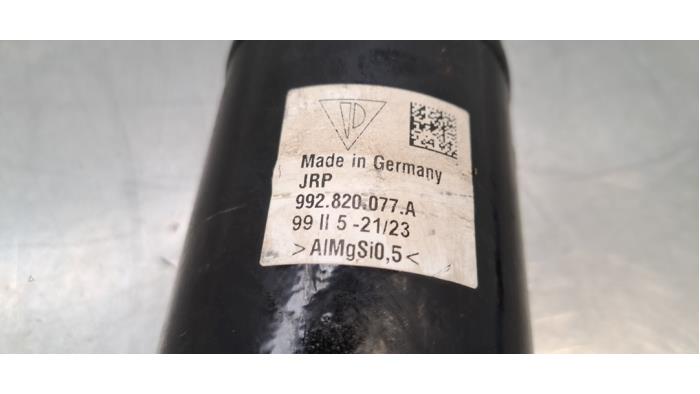 Made in Germany
JRP
992.820.077.A
99 II 5 -21/23
>AlMgSi0,5<